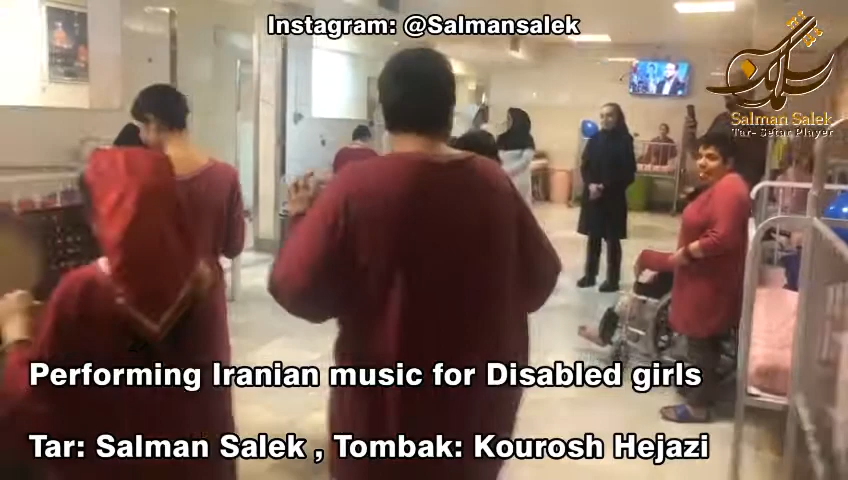 Instagram: @Salmansalek
Salman Salek
Tar- Setar Player
Performing Iranian music for Disabled girls
Tar: Salman Salek , Tombak: Kourosh Hejazi